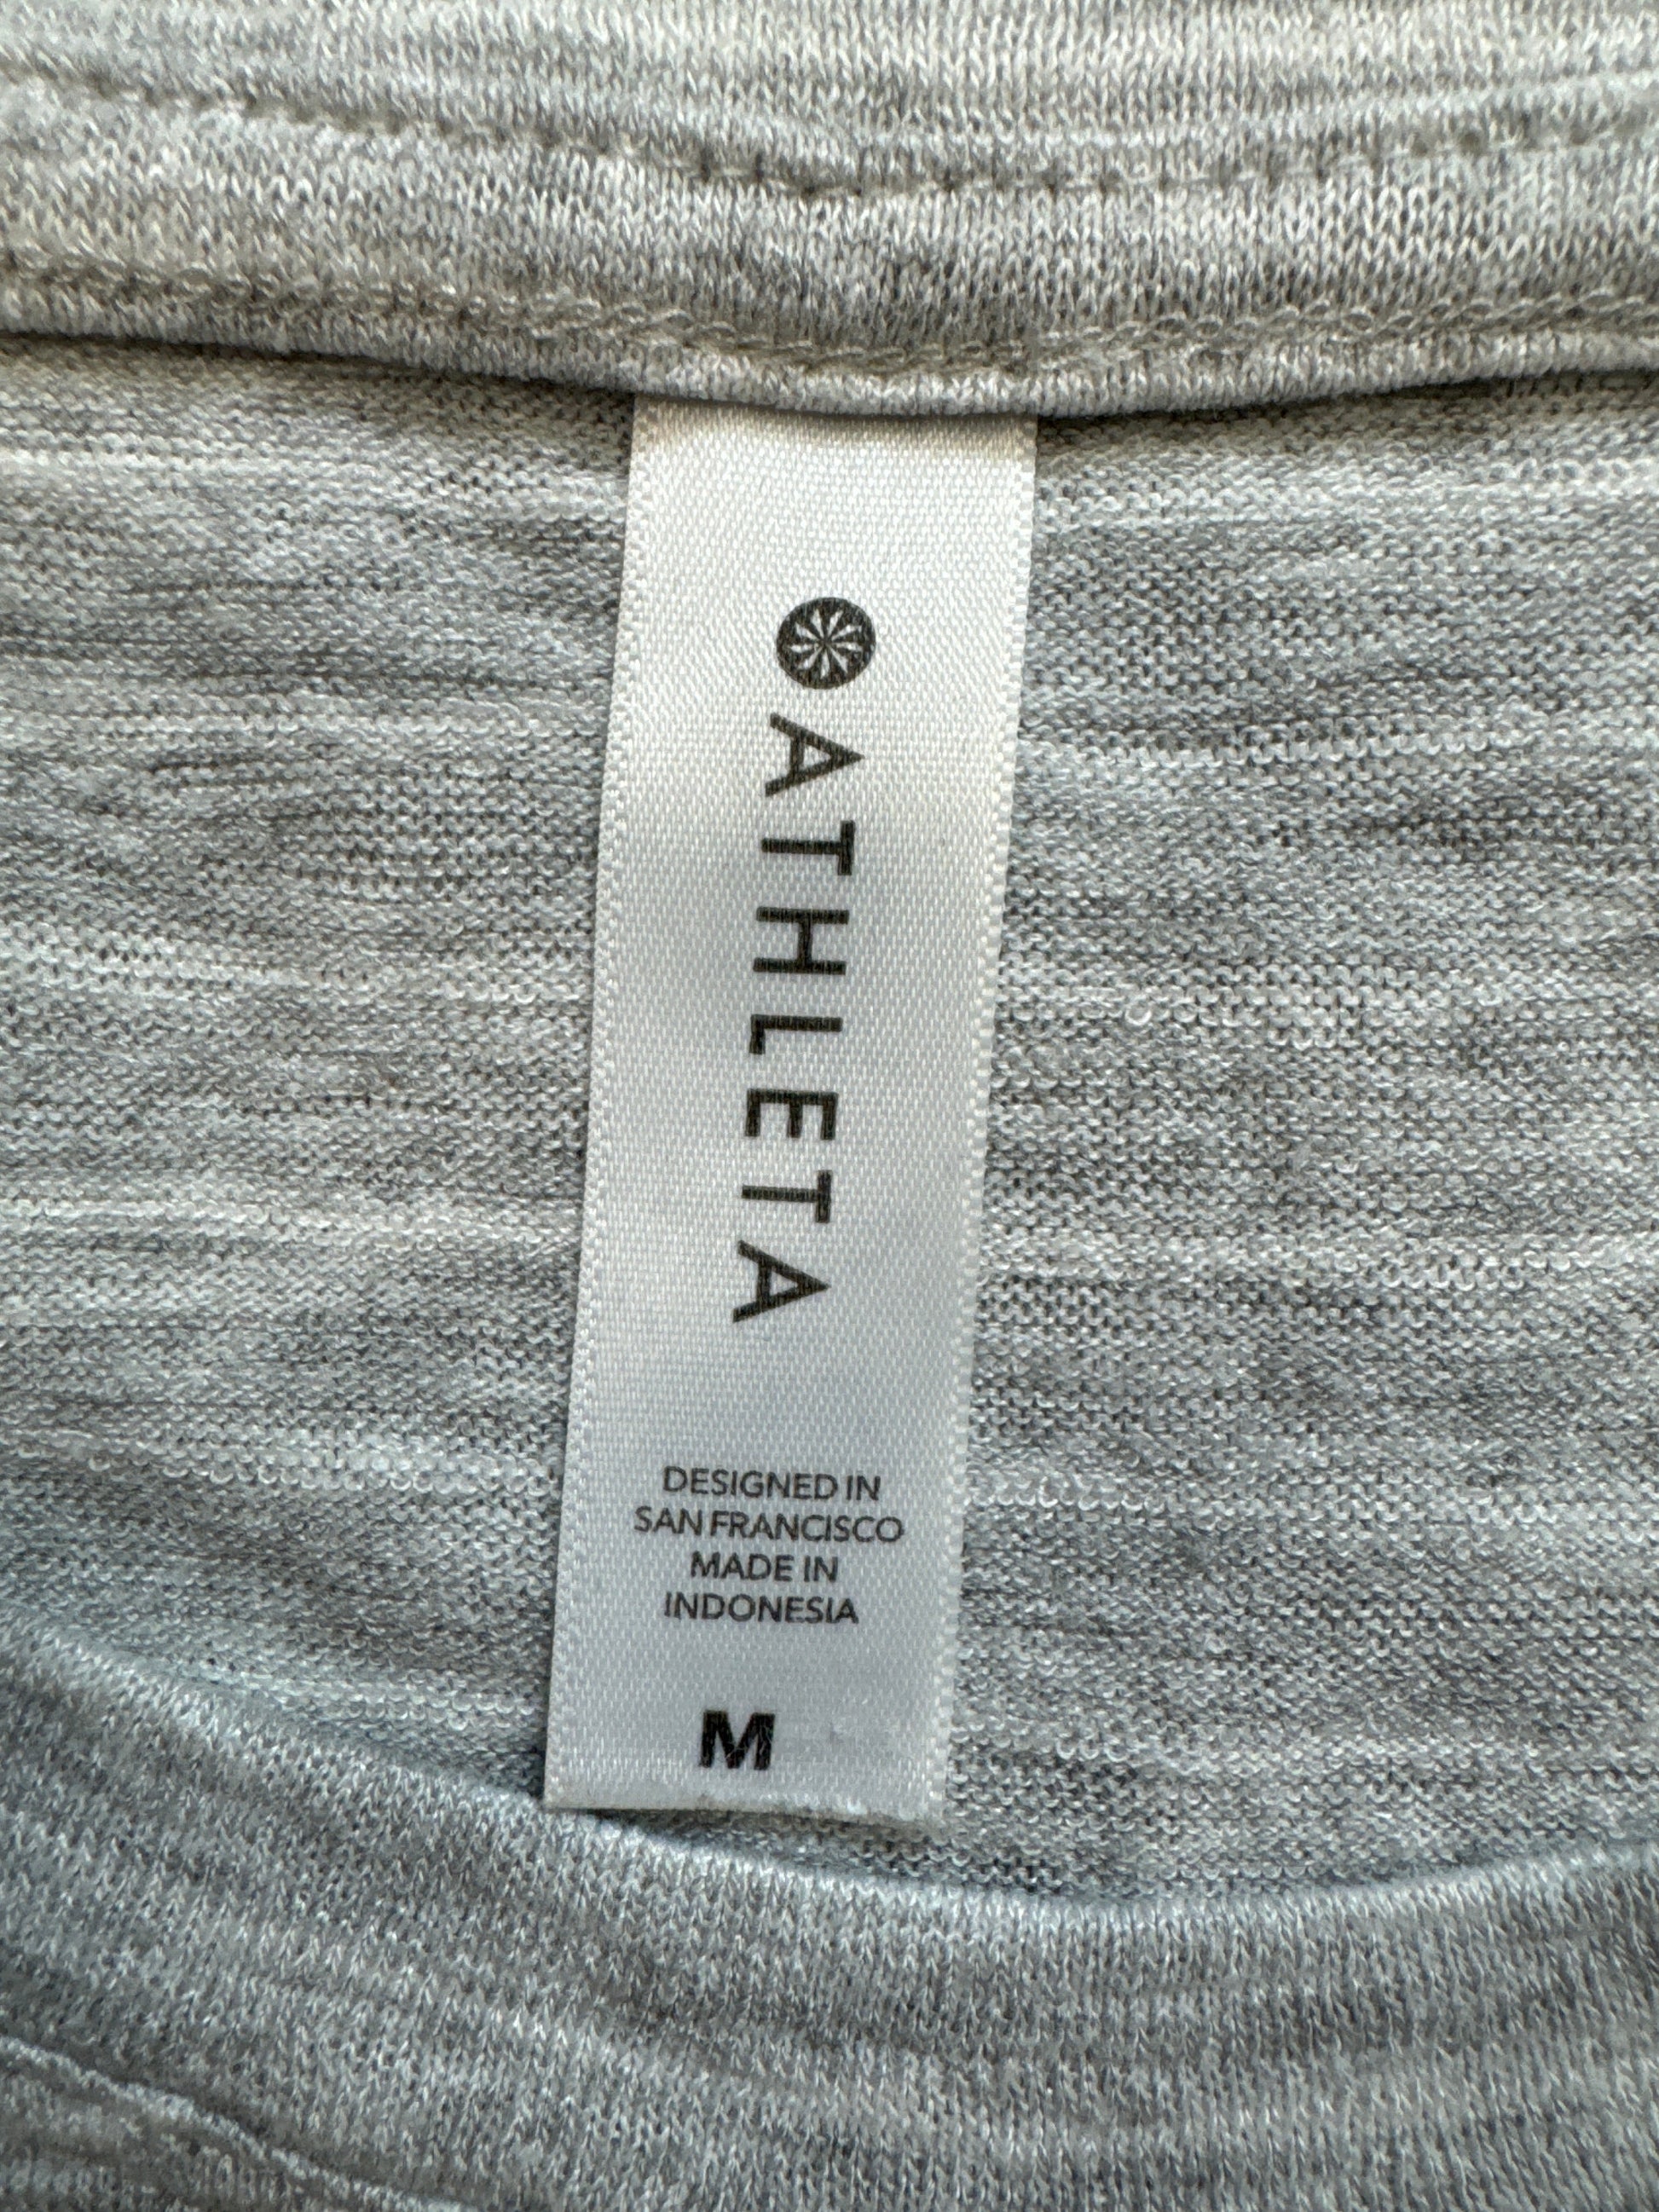 ATHLETA
DESIGNED IN
SAN FRANCISCO
MADE IN
INDONESIA
M